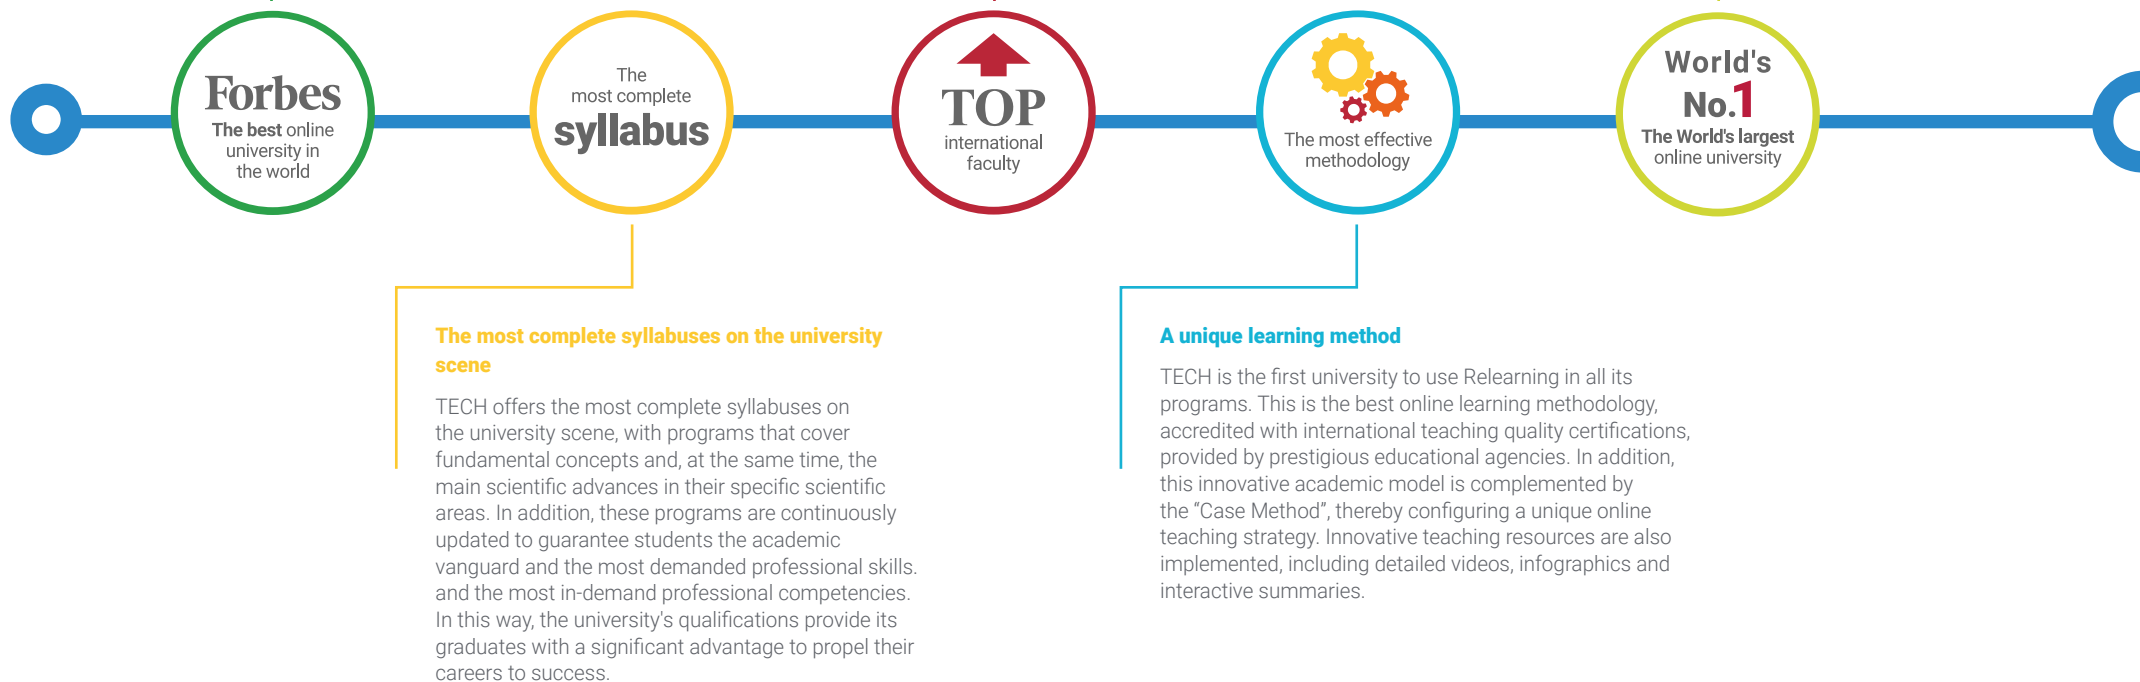 Forbes
The best online
university in
the world
The
most complete
syllabus
TOP
international
faculty
The most effective
methodology
World's
No.1
The World's largest
online university
The most complete syllabuses on the university
scene
TECH offers the most complete syllabuses on
the university scene, with programs that cover
fundamental concepts and, at the same time, the
main scientific advances in their specific scientific
areas. In addition, these programs are continuously
updated to guarantee students the academic
vanguard and the most demanded professional skills.
and the most in-demand professional competencies.
In this way, the university's qualifications provide its
graduates with a significant advantage to propel their
careers to success.
A unique learning method
TECH is the first university to use Relearning in all its
programs. This is the best online learning methodology,
accredited with international teaching quality certifications,
provided by prestigious educational agencies. In addition,
this innovative academic model is complemented by
the “Case Method”, thereby configuring a unique online
teaching strategy. Innovative teaching resources are also
implemented, including detailed videos, infographics and
interactive summaries.